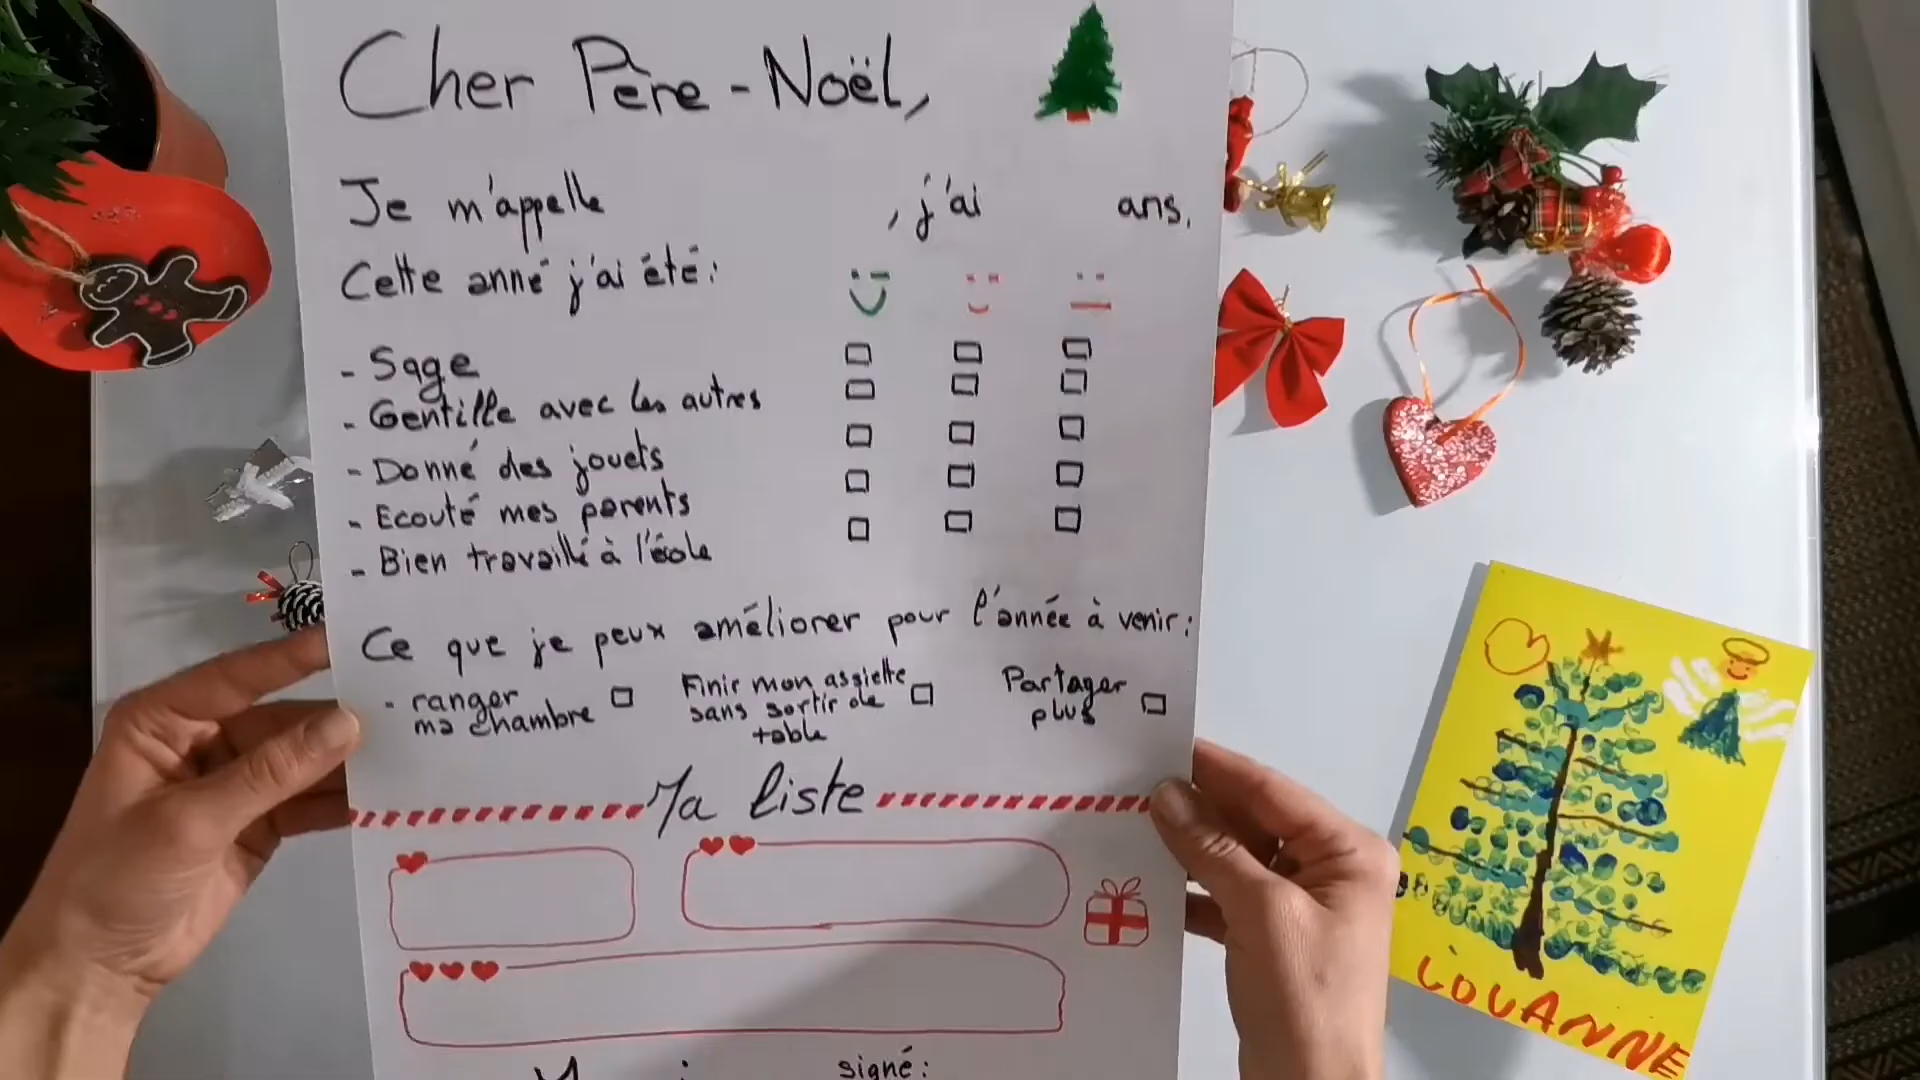 Cher Père-Noël,
Je m'appelle , j'ai ans,
Cette anné j'ai été:
- Sage
- Gentille avec les autres
- Donné des jouets
- Ecouté mes parents
- Bien travaillé à l'école
Ce que je peux améliorer pour l'année à venir:
- ranger
ma chambre
Finir mon assiette
sans sortir de
table
Partager
plus
Ma liste
signé:
LOUANNE